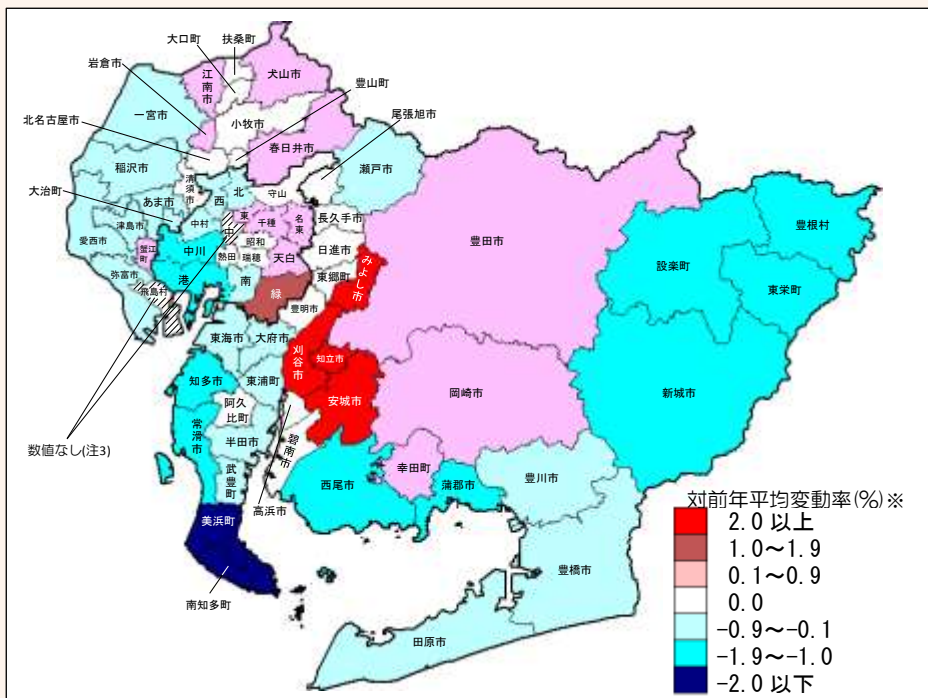 大口町
扶桑町
岩倉市
江南市
犬山市
豊山町
一宮市
小牧市
尾張旭市
北名古屋市
春日井市
瀬戸市
稲沢市
清須市
西
北
守山
大治町
あま市
東
千種
名東
長久手市
豊根村
津島市
中村
中
昭和
豊田市
愛西市
蟹江町
中川
熱田
瑞穂
天白
日進市
設楽町
みよし市
弥富市
港
南
東郷町
東栄町
飛島村
緑
豊明市
東海市
大府市
刈谷市
知立市
知多市
東浦町
安城市
岡崎市
新城市
阿久
比町
常滑市
半田市
碧南市
数値なし(注3)
武豊町
西尾市
幸田町
蒲郡市
豊川市
高浜市
美浜町
豊橋市
南知多町
田原市
対前年平均変動率(%)※
2.0 以上
1.0~1.9
0.1~0.9
0.0
-0.9~-0.1
-1.9~-1.0
-2.0 以下